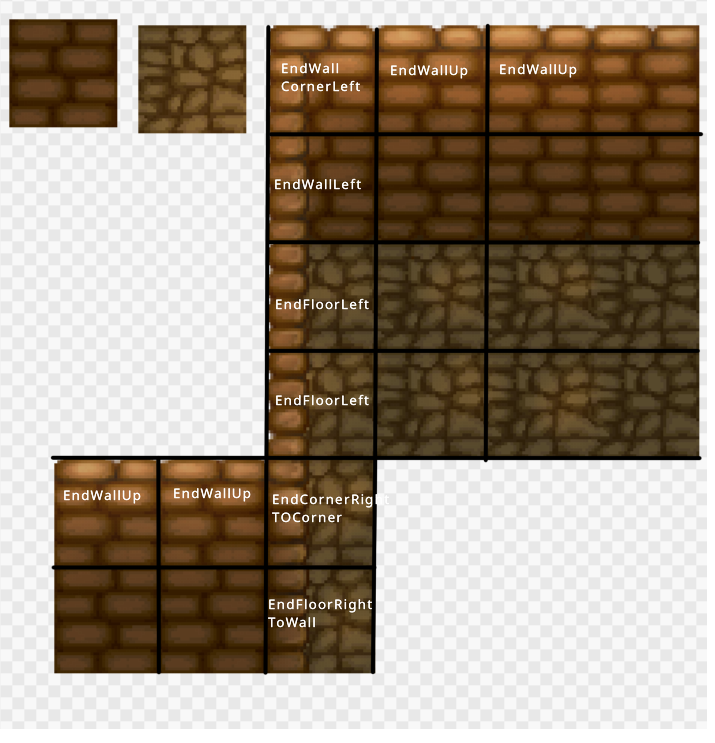 EndWall
CornerLeft
EndWallUp
EndWallUp
EndWallLeft
EndFloorLeft
EndFloorLeft
EndWallUp
EndWallUp
EndCornerRight
TOCorner
EndFloorRight
ToWall